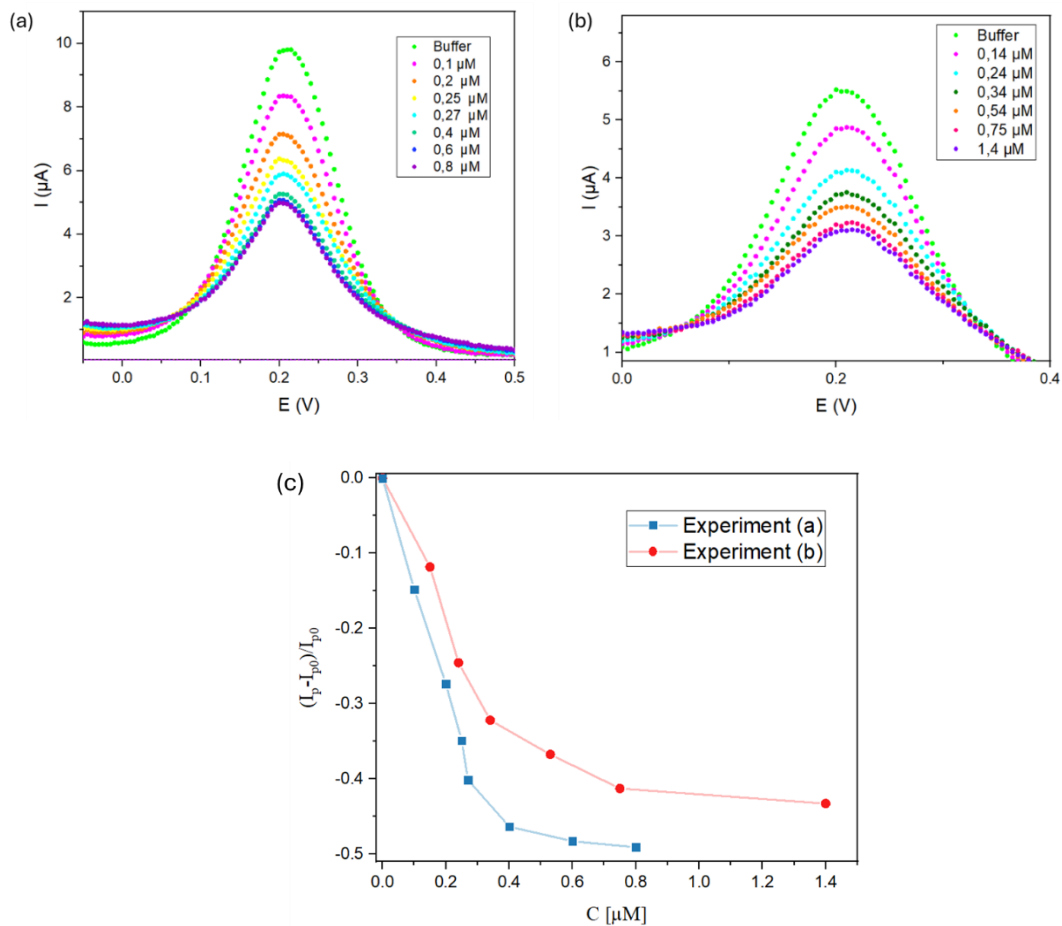 (a)
I (μA)
10
8
6
4
2
0.0
0.1
0.2
0.3
0.4
0.5
E (V)
Buffer
0,1 μM
0,2 μM
0,25 μM
0,27 μM
0,4 μM
0,6 μM
0,8 μM
(b)
I (μA)
6
5
4
3
2
1
0.0
0.2
0.4
E (V)
Buffer
0,14 μM
0,24 μM
0,34 μM
0,54 μM
0,75 μM
1,4 μM
(c)
(Ip-Ip0)/Ip0
0.0
-0.1
-0.2
-0.3
-0.4
-0.5
0.0
0.2
0.4
0.6
0.8
1.0
1.2
1.4
C [μM]
Experiment (a)
Experiment (b)